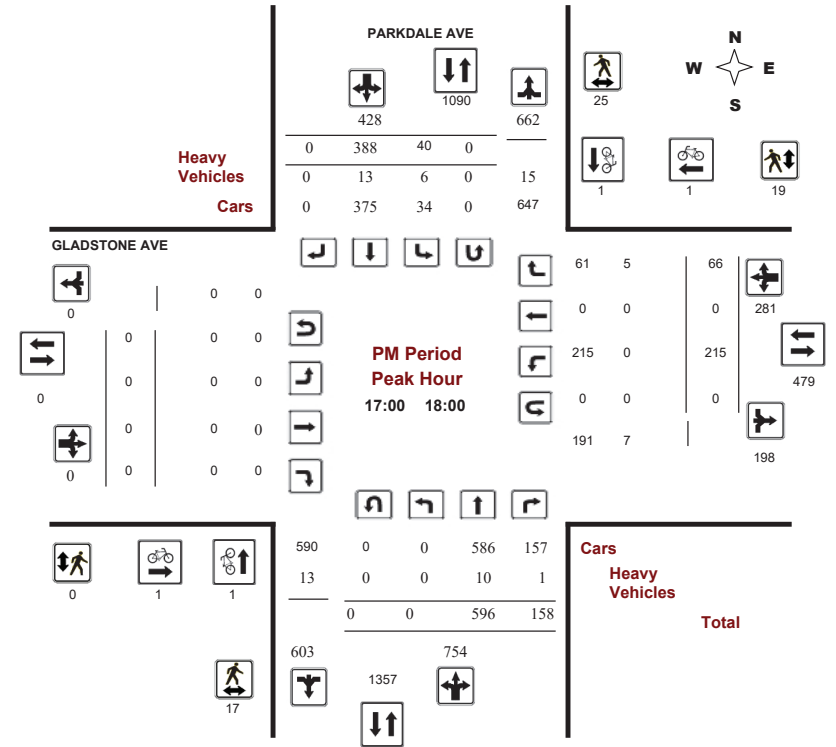 PARKDALE AVE
N
W E
S
1090
25
428 662
0 388 40 0
Heavy
Vehicles
0 13 6 0 15
Cars
0 375 34 0 647
1 1 19
GLADSTONE AVE
0 0 0
61 5 66
281
0 0 0
0 0 0
0
PM Period
Peak Hour
17:00 18:00
215 0 215
479
0 0 0
0 0 0
0 0 0
191 7
198
0 0 0
0
590 0 0 586 157
Cars
13 0 0 10 1
Heavy
Vehicles
0 1 1
0 0 596 158
Total
603 754
1357
17